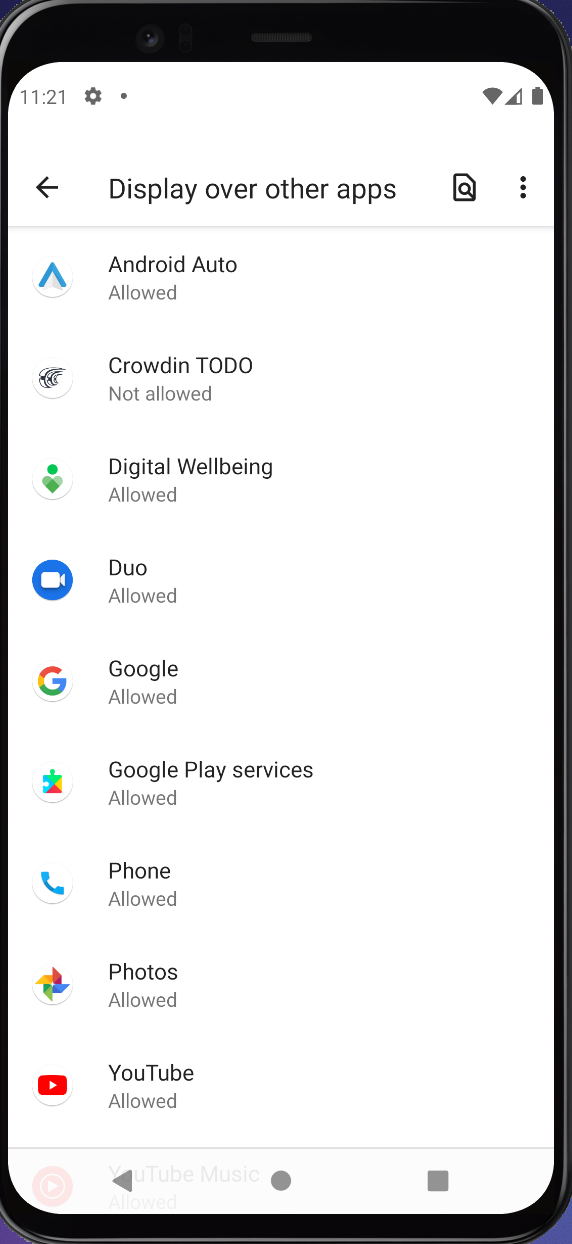 11:21
Display over other apps
Android Auto
Allowed
Crowdin TODO
Not allowed
Digital Wellbeing
Allowed
Duo
Allowed
Google
Allowed
Google Play services
Allowed
Phone
Allowed
Photos
Allowed
YouTube
Allowed
YouTube Music
Allowed